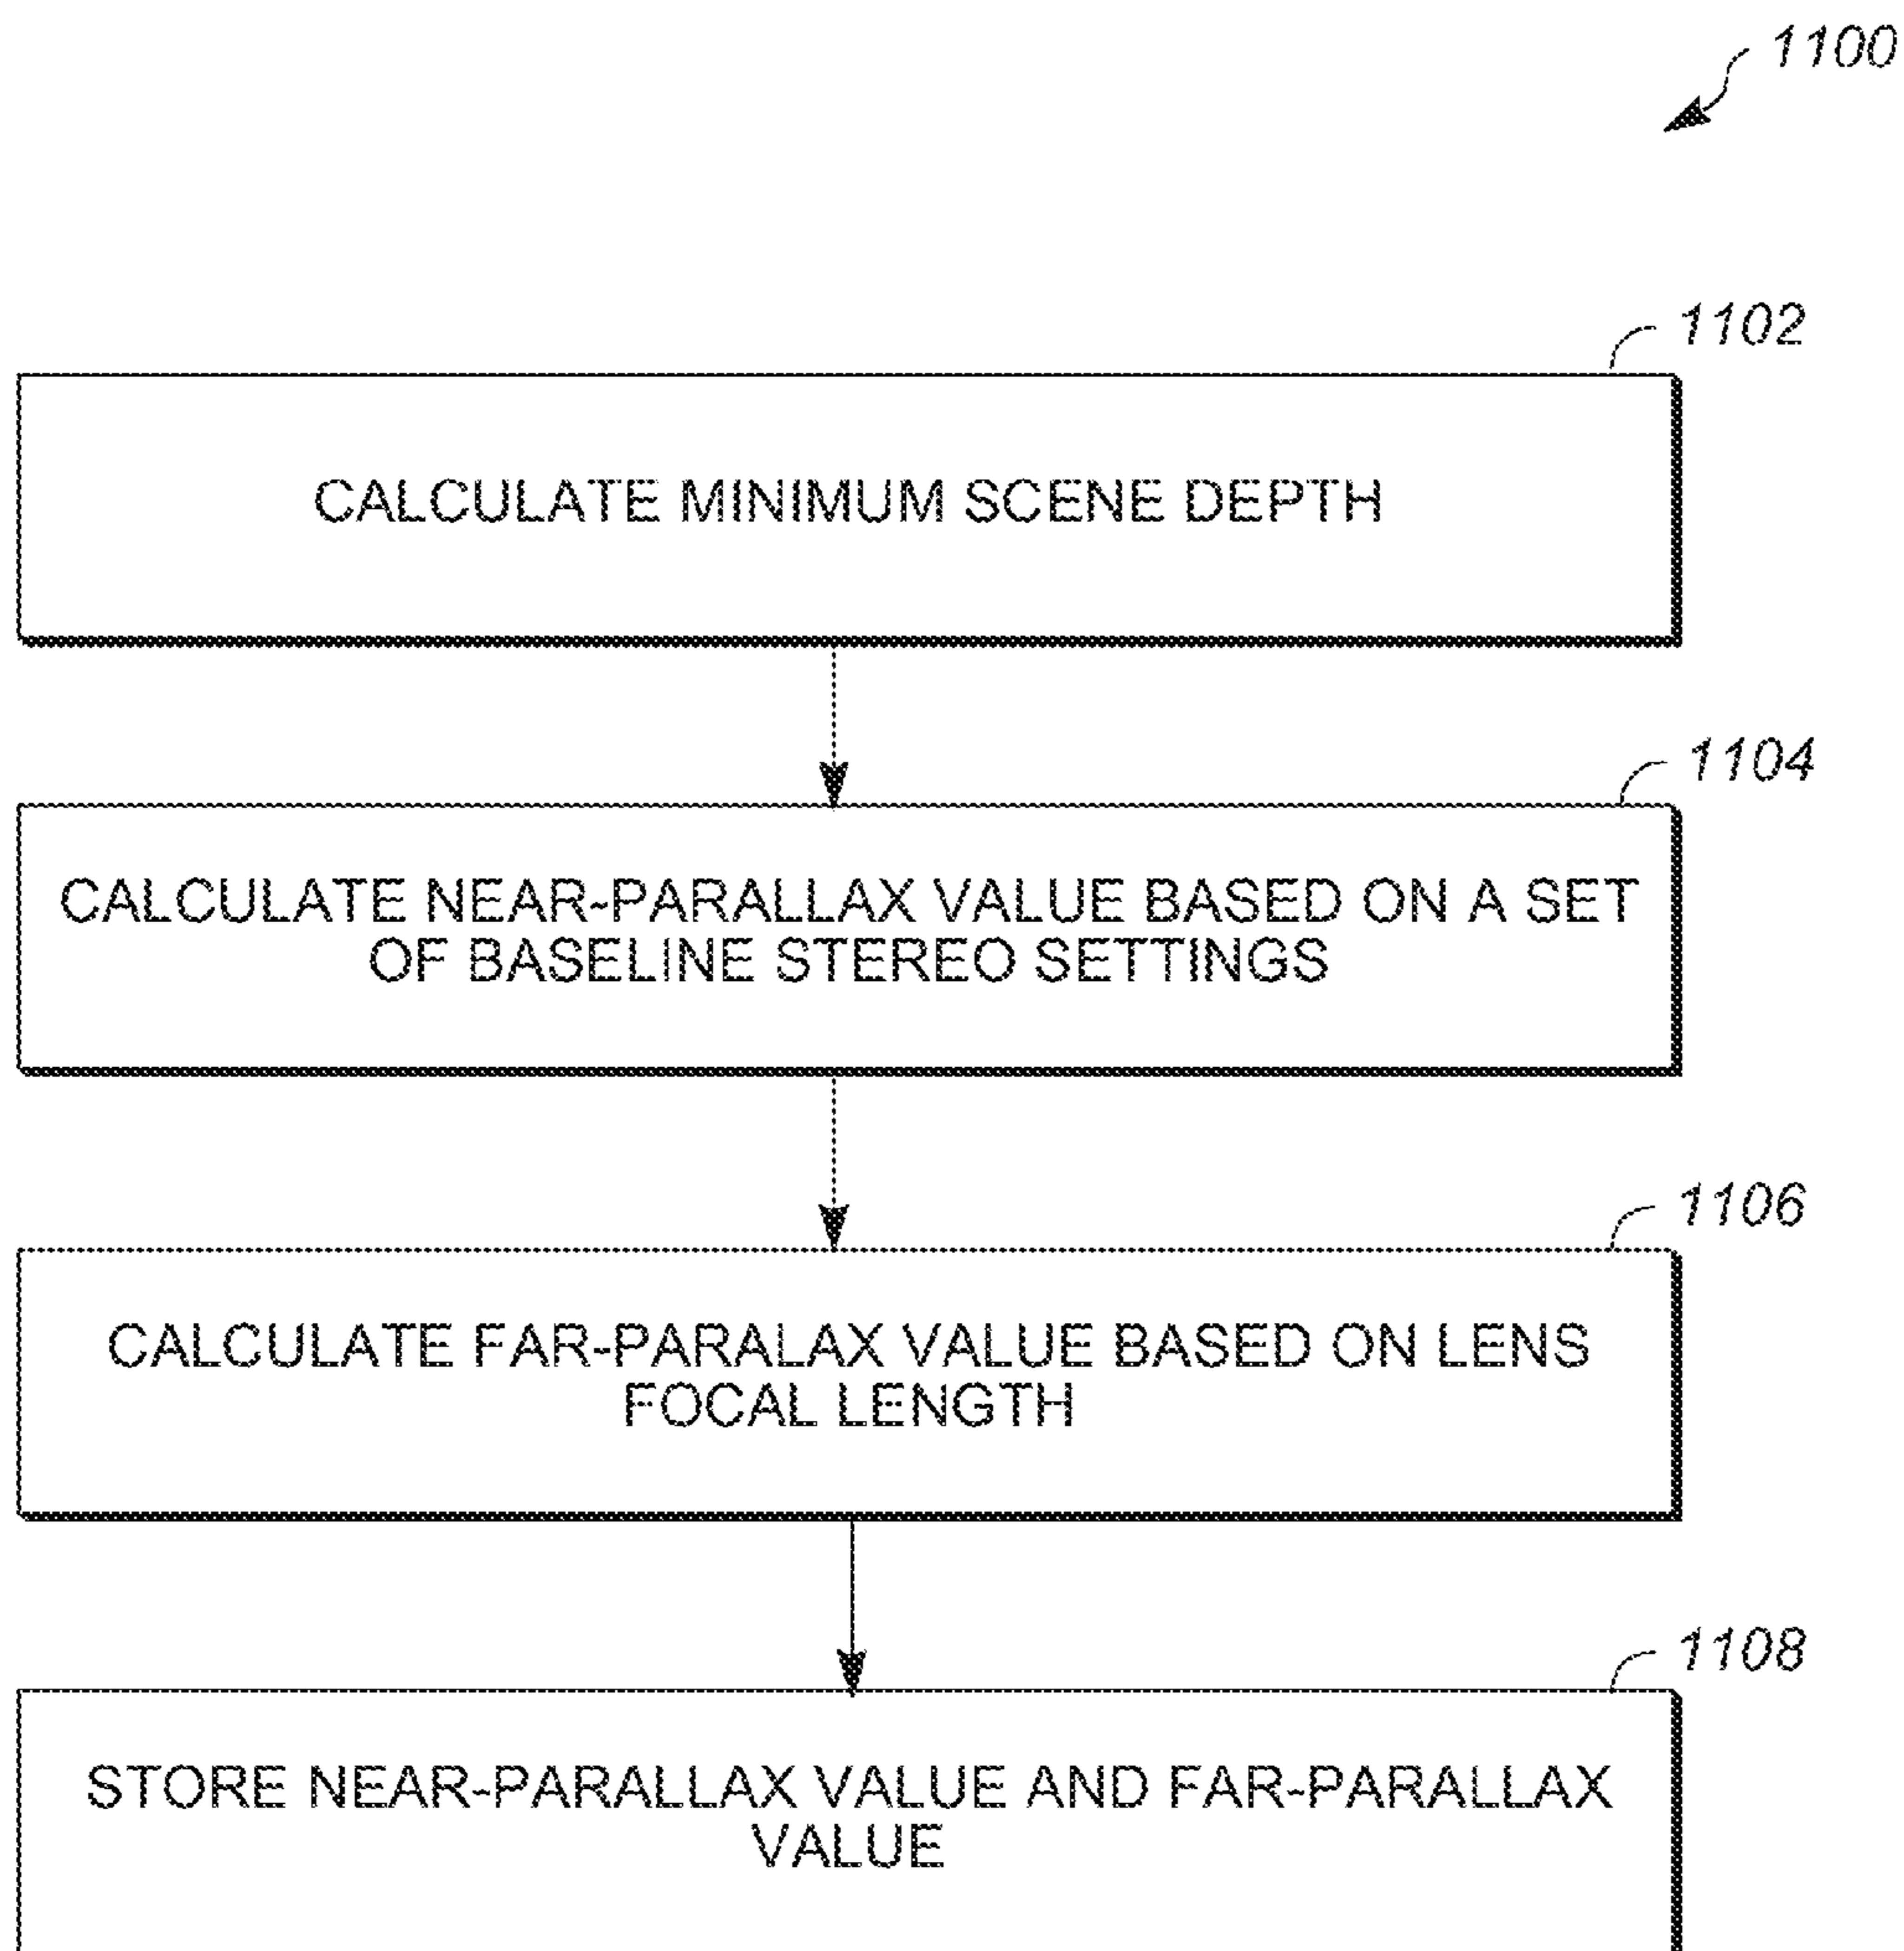 1100
1102
CALCULATE MINIMUM SCENE DEPTH
1104
CALCULATE NEAR-PARALLAX VALUE BASED ON A SET
OF BASELINE STEREO SETTINGS
1106
CALCULATE FAR-PARALAX VALUE BASED ON LENS
FOCAL LENGTH
1108
STORE NEAR-PARALLAX VALUE AND FAR-PARALLAX
VALUE